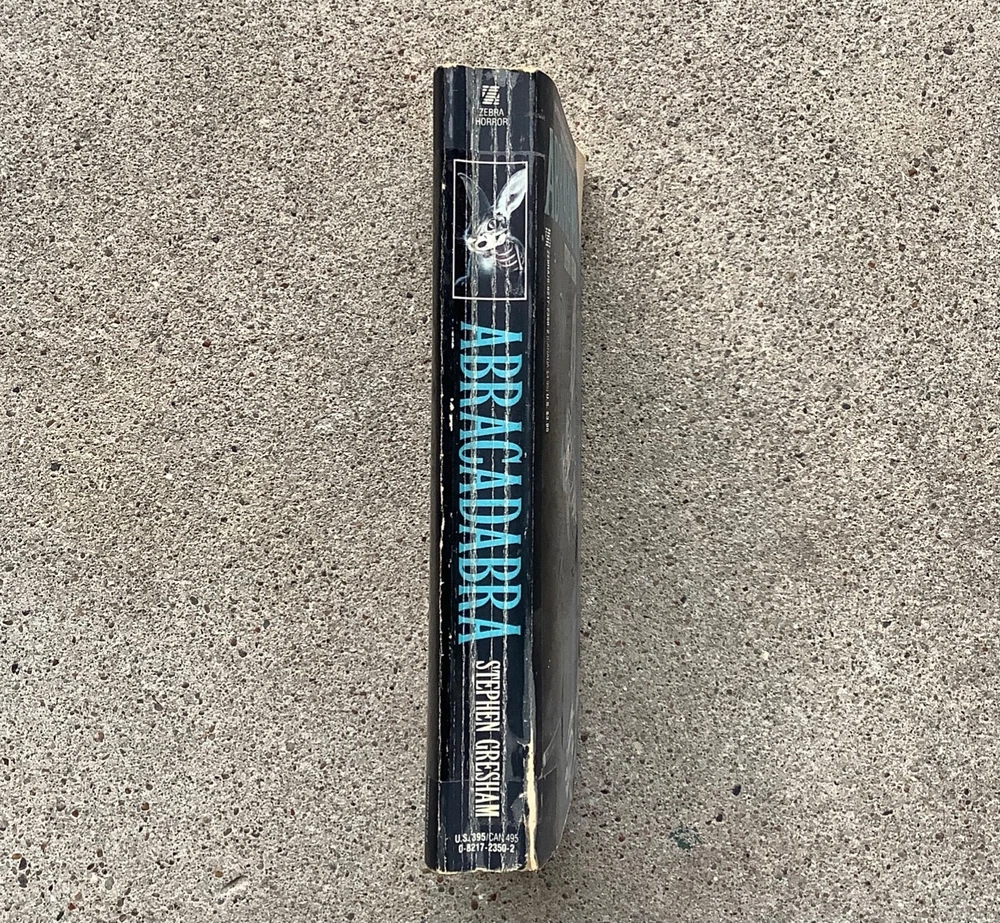 ZEBRA
HORROR
ABRACADABRA
STEPHEN GRESHAM
U.S. 395/CAN 495
0-8217-2350-2